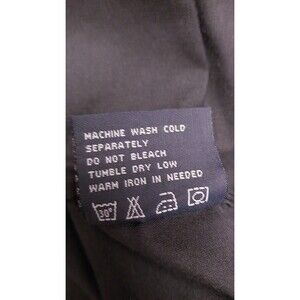 MACHINE WASH COLD
SEPARATELY
DO NOT BLEACH
TUMBLE DRY LOW
WARM IRON IN NEEDED
30°